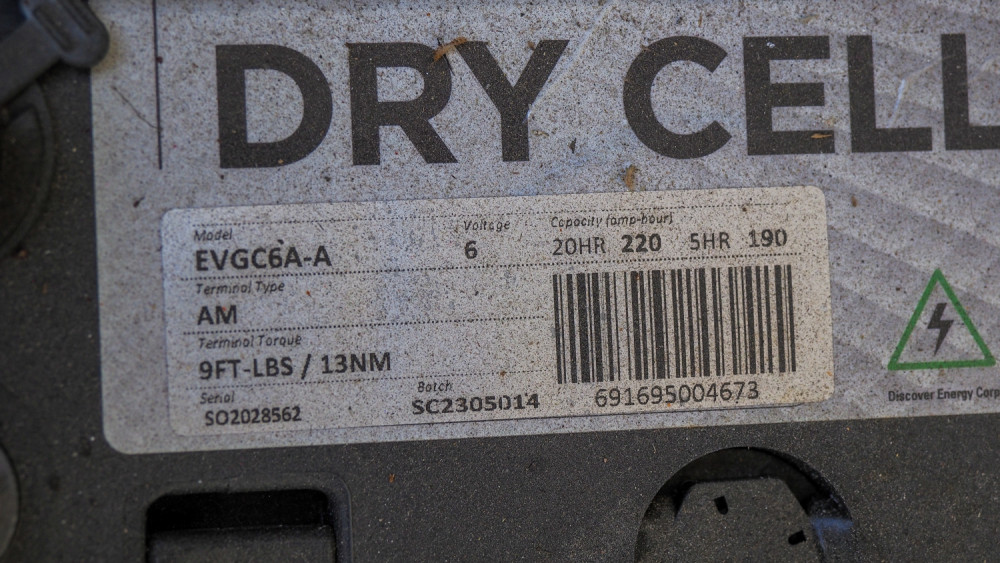 DRY CELL
Model
EVGC6A-A
Voltage
6
Capacity (amp-hour)
20HR 220 5HR 190
Terminal Type
AM
Terminal Torque
9FT-LBS / 13NM
Serial
SO2028562
Batch
SC2305014
691695004673
Discover Energy Corp